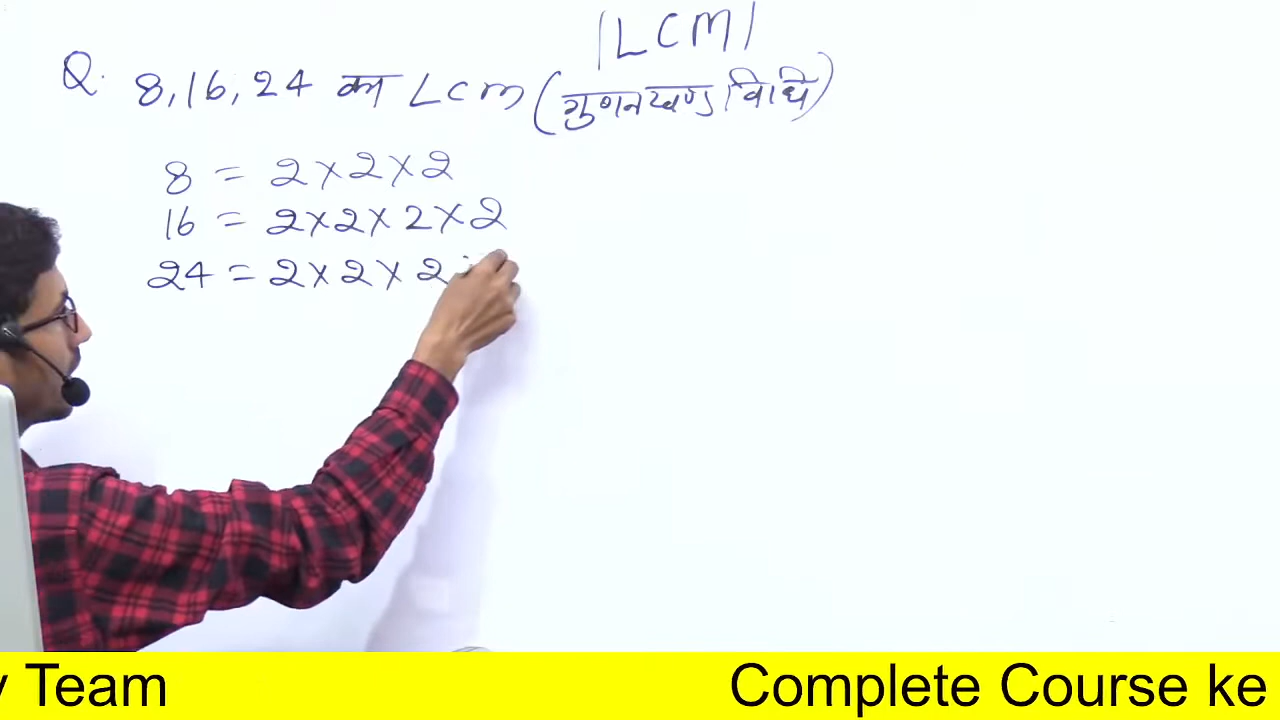 |LCM|
Q. 8, 16, 24 का LCM (गुणनखण्ड विधि)
8 = 2×2×2
16 = 2×2×2×2
24 = 2×2×2
y Team Complete Course ke